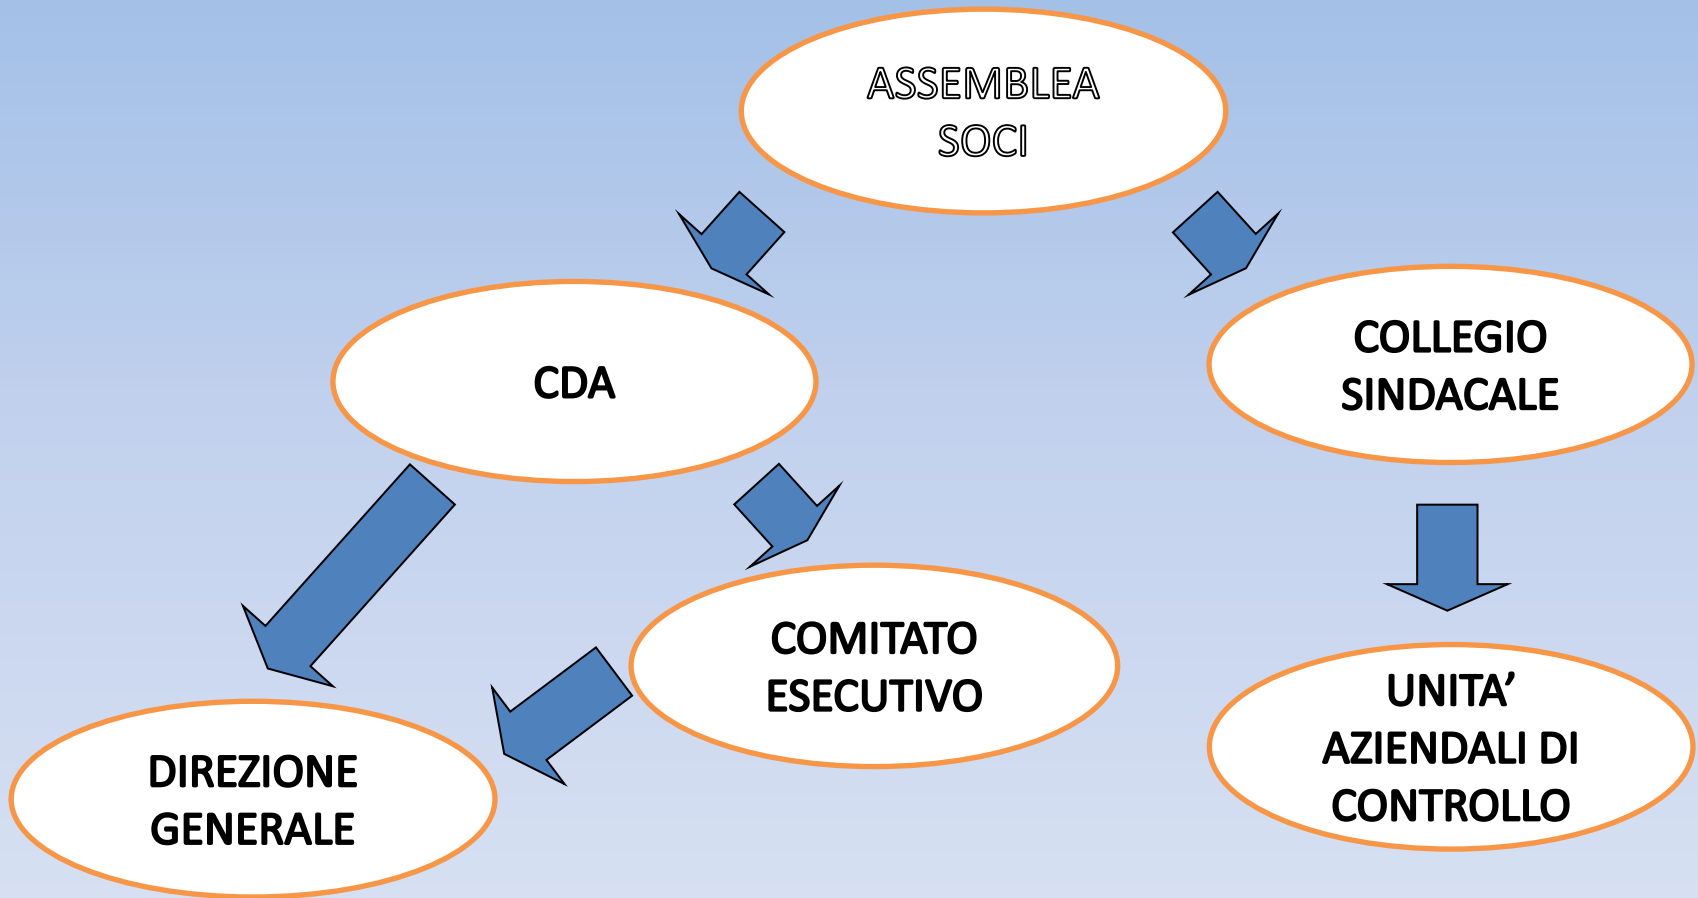 ASSEMBLEA
SOCI
CDA
COLLEGIO
SINDACALE
COMITATO
ESECUTIVO
DIREZIONE
GENERALE
UNITA’
AZIENDALI DI
CONTROLLO